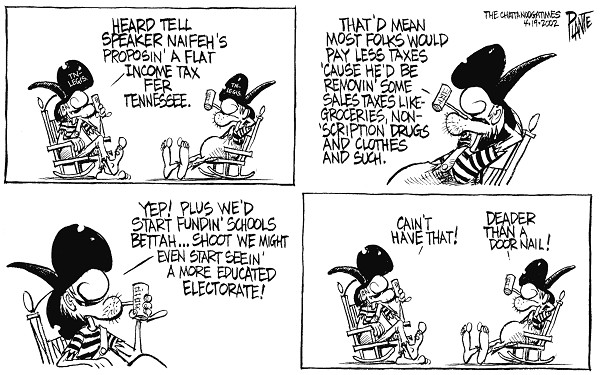 HEARD TELL
SPEAKER NAIFEH'S
PROPOSIN' A FLAT
INCOME TAX
FER
TENNESSEE.
TN.
LEGIS.
TN.
LEGIS.
THE CHATTANOOGA TIMES
4.19.2002
PLANTE
THAT'D MEAN
MOST FOLKS WOULD
PAY LESS TAXES
'CAUSE HE'D BE
REMOVIN' SOME
SALES TAXES LIKE-
GROCERIES, NON-
'SCRIPTION DRUGS
AND CLOTHES
AND SUCH.
YEP! PLUS WE'D
START FUNDIN' SCHOOLS
BETTAH... SHOOT WE MIGHT
EVEN START SEEIN'
A MORE EDUCATED
ELECTORATE!
CAIN'T
HAVE THAT!
DEADER
THAN A
DOOR NAIL!